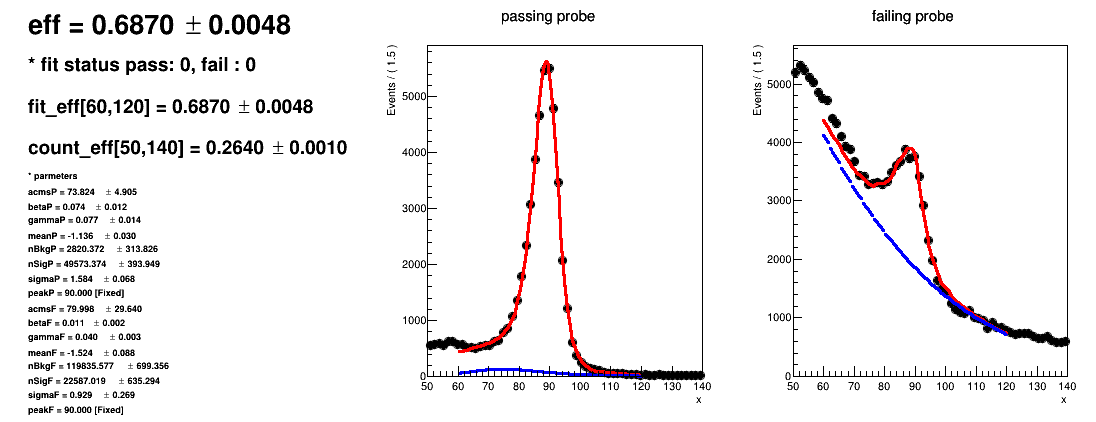 eff = 0.6870 ± 0.0048
* fit status pass: 0, fail : 0
fit_eff[60,120] = 0.6870 ± 0.0048
count_eff[50,140] = 0.2640 ± 0.0010
* parmeters
acmsP = 73.824 ± 4.905
betaP = 0.074 ± 0.012
gammaP = 0.077 ± 0.014
meanP = -1.136 ± 0.030
nBkgP = 2820.372 ± 313.826
nSigP = 49573.374 ± 393.949
sigmaP = 1.584 ± 0.068
peakP = 90.000 [Fixed]
acmsF = 79.998 ± 29.640
betaF = 0.011 ± 0.002
gammaF = 0.040 ± 0.003
meanF = -1.524 ± 0.088
nBkgF = 119835.577 ± 699.356
nSigF = 22587.019 ± 635.294
sigmaF = 0.929 ± 0.269
peakF = 90.000 [Fixed]
passing probe
Events / ( 1.5 )
5000
4000
3000
2000
1000
0
50 60 70 80 90 100 110 120 130 140
x
failing probe
Events / ( 1.5 )
5000
4000
3000
2000
1000
0
50 60 70 80 90 100 110 120 130 140
x